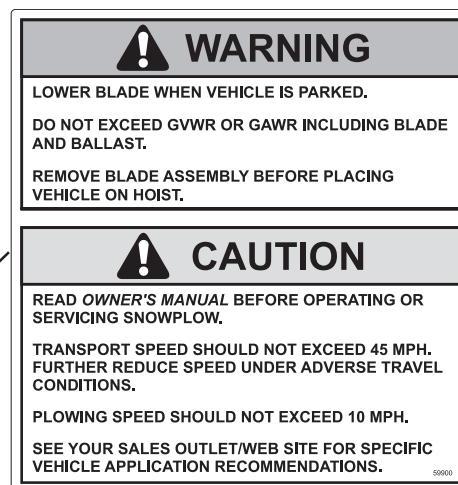 WARNING
LOWER BLADE WHEN VEHICLE IS PARKED.
DO NOT EXCEED GVWR OR GAWR INCLUDING BLADE
AND BALLAST.
REMOVE BLADE ASSEMBLY BEFORE PLACING
VEHICLE ON HOIST.
CAUTION
READ OWNER'S MANUAL BEFORE OPERATING OR
SERVICING SNOWPLOW.
TRANSPORT SPEED SHOULD NOT EXCEED 45 MPH.
FURTHER REDUCE SPEED UNDER ADVERSE TRAVEL
CONDITIONS.
PLOWING SPEED SHOULD NOT EXCEED 10 MPH.
SEE YOUR SALES OUTLET/WEB SITE FOR SPECIFIC
VEHICLE APPLICATION RECOMMENDATIONS.
59900